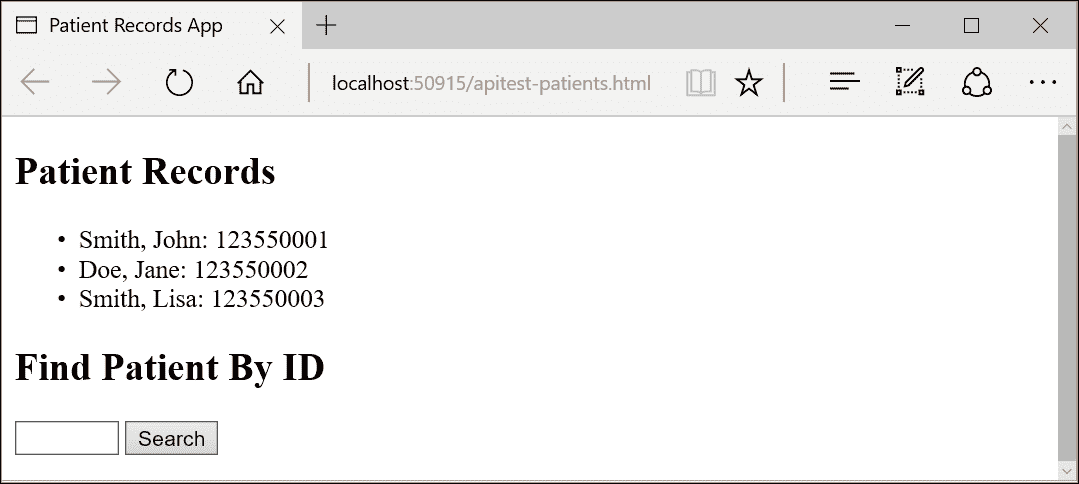 Patient Records App
localhost:50915/apitest-patients.html
Patient Records
• Smith, John: 123550001
• Doe, Jane: 123550002
• Smith, Lisa: 123550003
Find Patient By ID
Search